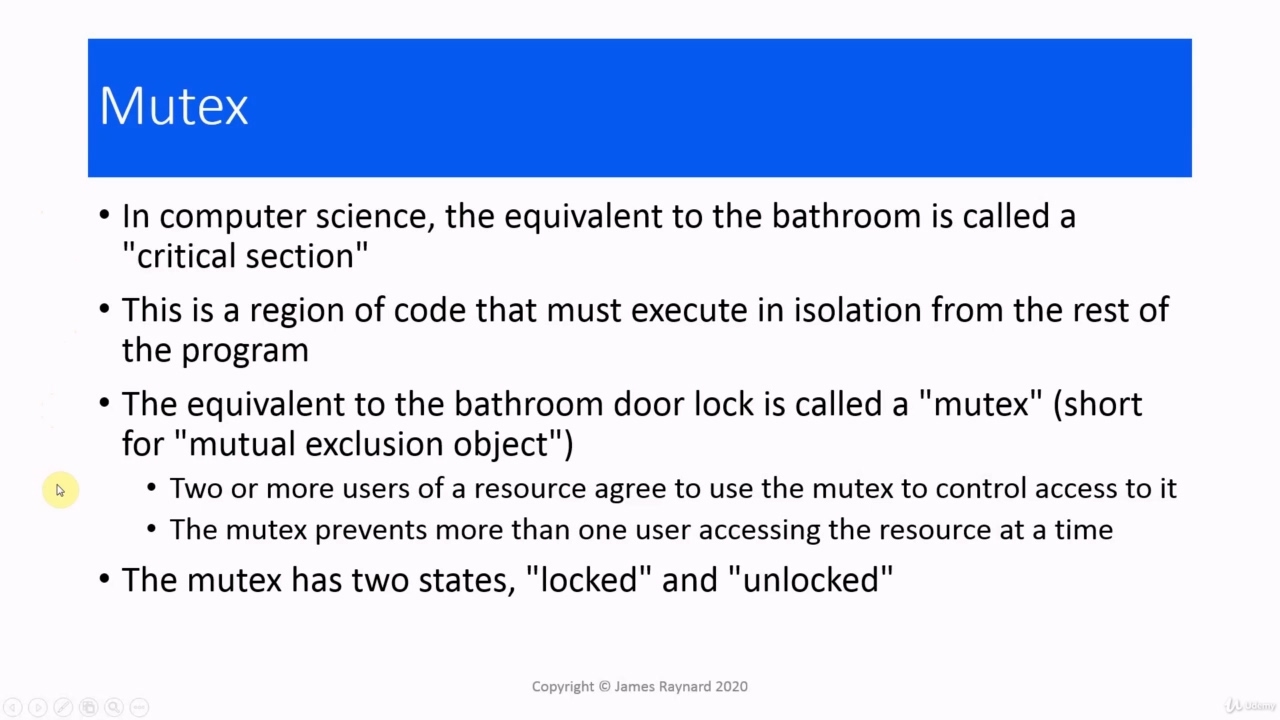 Mutex
• In computer science, the equivalent to the bathroom is called a
"critical section"
• This is a region of code that must execute in isolation from the rest of
the program
• The equivalent to the bathroom door lock is called a "mutex" (short
for "mutual exclusion object")
• Two or more users of a resource agree to use the mutex to control access to it
• The mutex prevents more than one user accessing the resource at a time
• The mutex has two states, "locked" and "unlocked"
Copyright © James Raynard 2020
Udemy